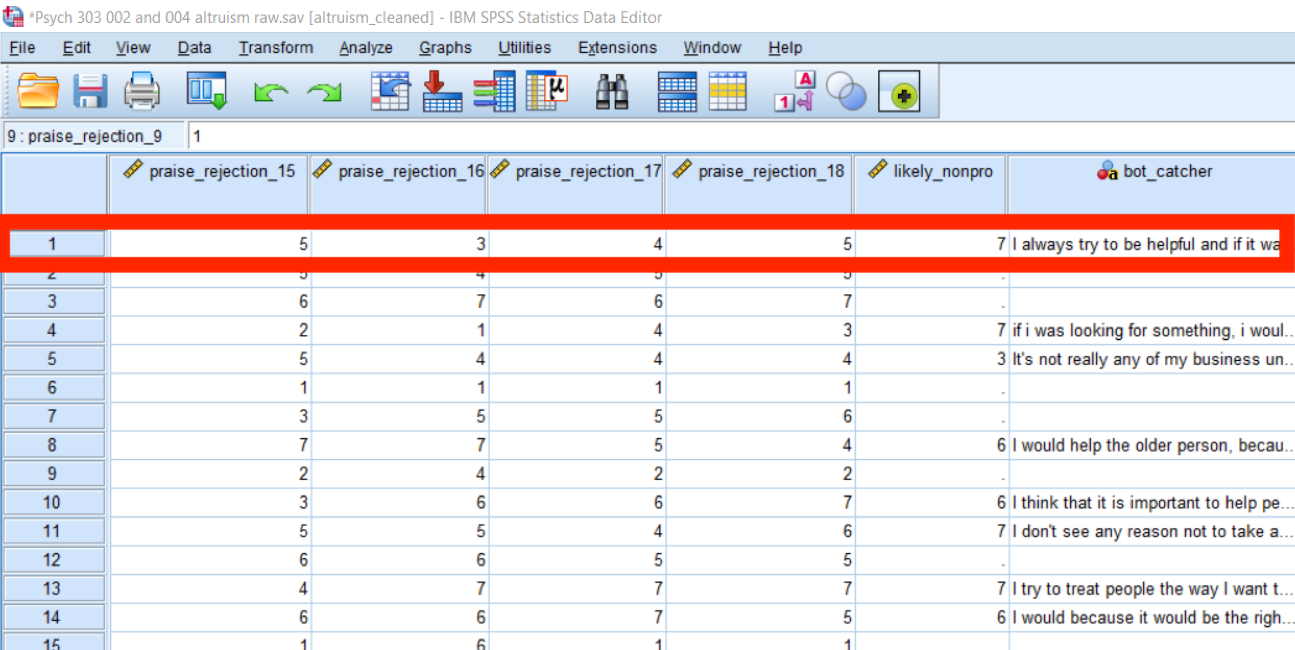 *Psych 303 002 and 004 altruism raw.sav [altruism_cleaned] - IBM SPSS Statistics Data Editor
File Edit View Data Transform Analyze Graphs Utilities Extensions Window Help
μ A 1
9 : praise_rejection_9 1
praise_rejection_15 praise_rejection_16 praise_rejection_17 praise_rejection_18 likely_nonpro a bot_catcher
1 5 3 4 5 7 I always try to be helpful and if it wa
2 5 4 5 5 .
3 6 7 6 7 .
4 2 1 4 3 7 if i was looking for something, i woul...
5 5 4 4 4 3 It's not really any of my business un...
6 1 1 1 1 .
7 3 5 5 6 .
8 7 7 5 4 6 I would help the older person, becau...
9 2 4 2 2 .
10 3 6 6 7 6 I think that it is important to help pe...
11 5 5 4 6 7 I don't see any reason not to take a...
12 6 6 5 5 .
13 4 7 7 7 7 I try to treat people the way I want t...
14 6 6 7 5 6 I would because it would be the righ...
15 1 6 1 1